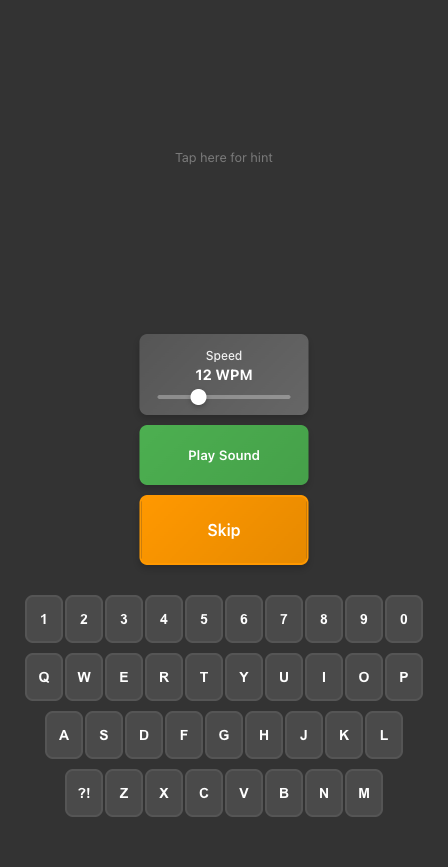 Tap here for hint
Speed
12 WPM
Play Sound
Skip
1 2 3 4 5 6 7 8 9 0
Q W E R T Y U I O P
A S D F G H J K L
?! Z X C V B N M